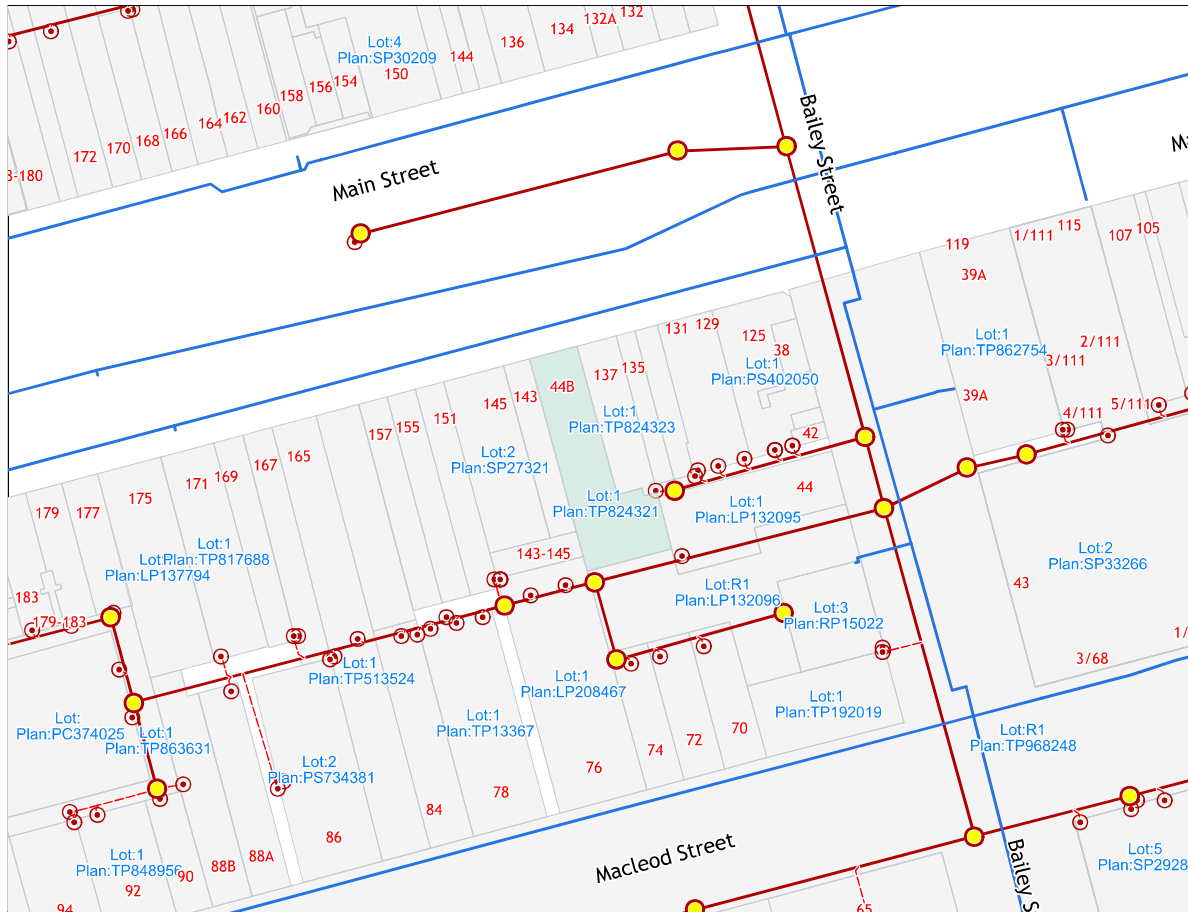 132A
132
134
136
144
Lot:4
Plan:SP30209
150
154
156
158
160
162
164
166
168
170
172
Main Street
Bailey Street
119
1/111
115
107
105
39A
Lot:1
Plan:TP862754
2/111
3/111
39A
4/111
5/111
131
129
125
38
Lot:1
Plan:PS402050
137
135
44B
143
145
151
155
157
165
167
169
171
175
177
179
Lot:1
Plan:TP824323
42
Lot:2
Plan:SP27321
44
Lot:1
Plan:TP824321
Lot:1
Plan:LP132095
143-145
Lot:1
Plan:TP817688
Plan:LP137794
183
179-183
Lot:R1
Plan:LP132096
Lot:3
Plan:RP15022
Lot:2
Plan:SP33266
43
3/68
Lot:1
Plan:TP513524
Lot:1
Plan:LP208467
Lot:1
Plan:TP192019
Lot:R1
Plan:TP968248
Lot:
Plan:PC374025
Lot:1
Plan:TP863631
Lot:1
Plan:TP13367
Lot:2
Plan:PS734381
70
72
74
76
78
84
86
88A
88B
90
92
94
Lot:1
Plan:TP848956
Macleod Street
Bailey S
Lot:5
Plan:SP2928
65